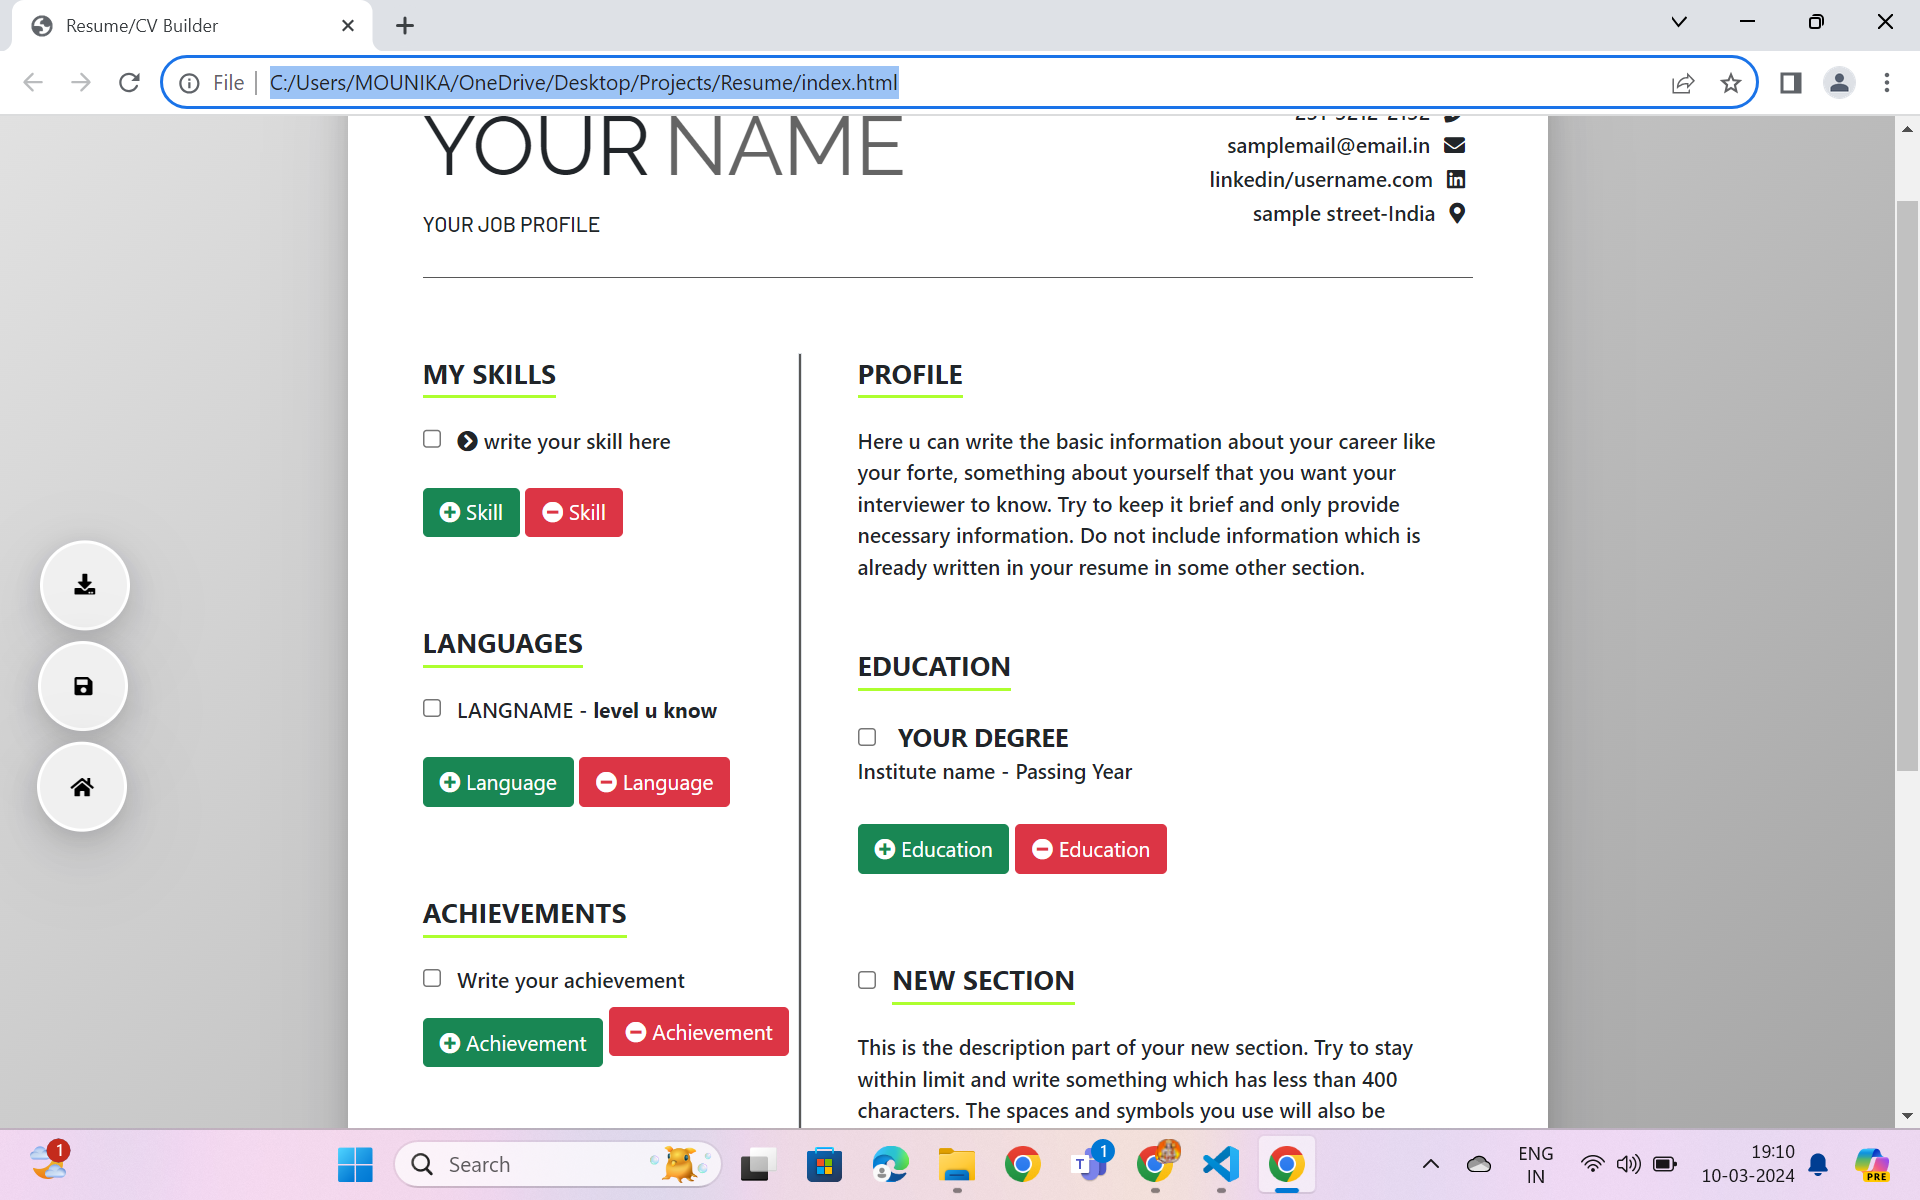 Resume/CV Builder
File
C:/Users/MOUNIKA/OneDrive/Desktop/Projects/Resume/index.html
YOUR NAME
YOUR JOB PROFILE
samplemail@email.in
linkedin/username.com
sample street-India
MY SKILLS
write your skill here
Skill Skill
LANGUAGES
LANGNAME - level u know
Language Language
ACHIEVEMENTS
Write your achievement
Achievement Achievement
PROFILE
Here u can write the basic information about your career like
your forte, something about yourself that you want your
interviewer to know. Try to keep it brief and only provide
necessary information. Do not include information which is
already written in your resume in some other section.
EDUCATION
YOUR DEGREE
Institute name - Passing Year
Education Education
NEW SECTION
This is the description part of your new section. Try to stay
within limit and write something which has less than 400
characters. The spaces and symbols you use will also be
1
Search
T
1
ENG
IN
19:10
10-03-2024
PRE